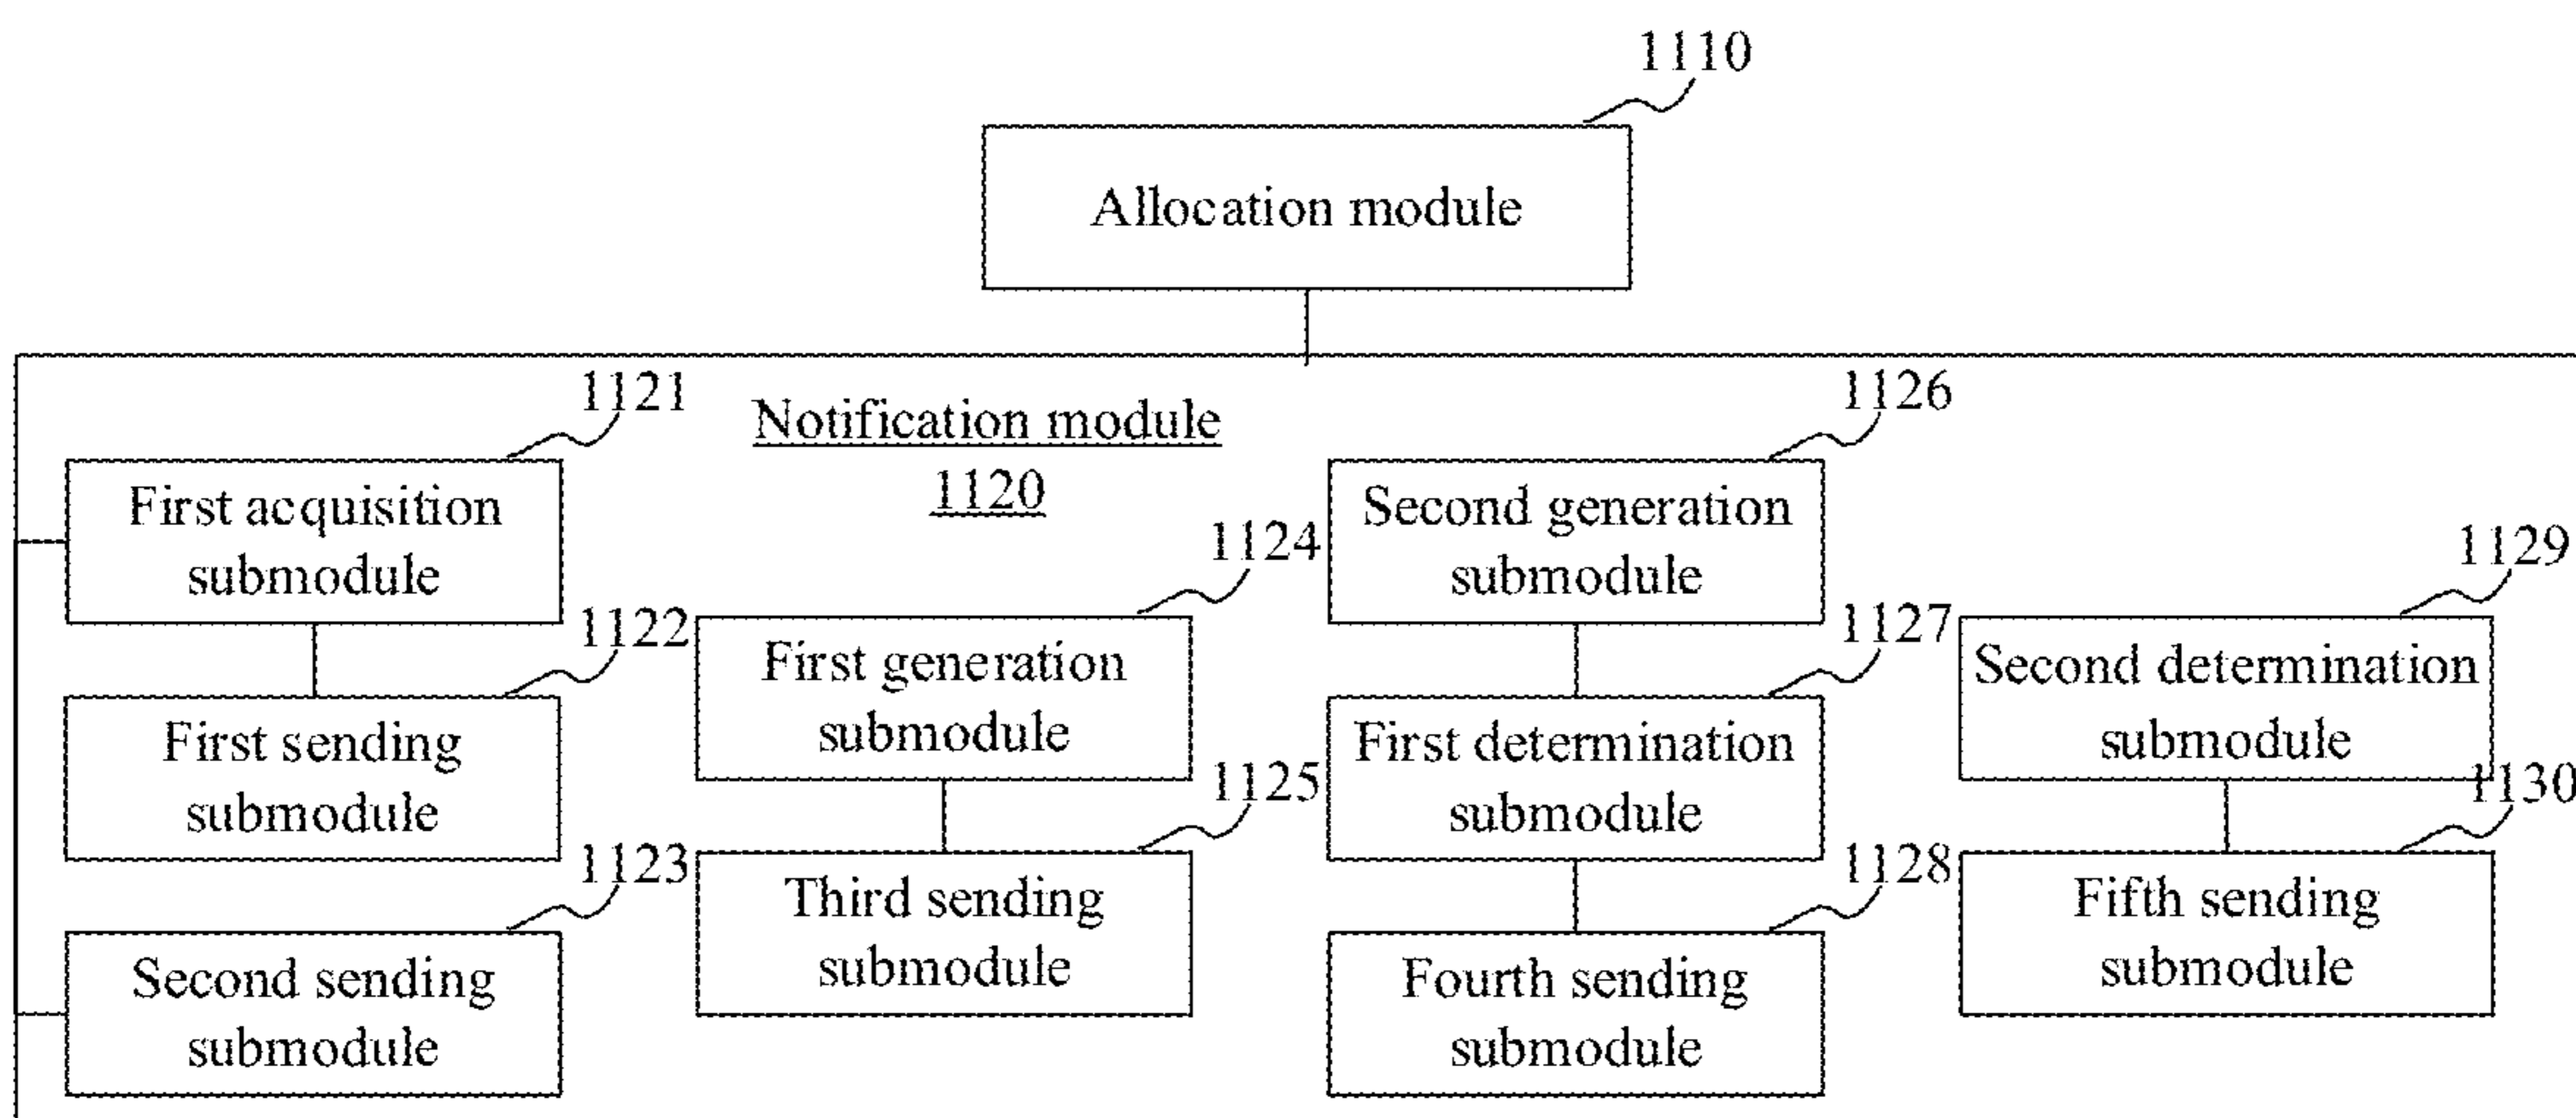 1110
Allocation module
1121
Notification module
1120
1126
First acquisition
submodule
1124
Second generation
submodule
1129
1122
First generation
submodule
1127
Second determination
submodule
First sending
submodule
1125
First determination
submodule
1130
1123
Third sending
submodule
1128
Fifth sending
submodule
Second sending
submodule
Fourth sending
submodule